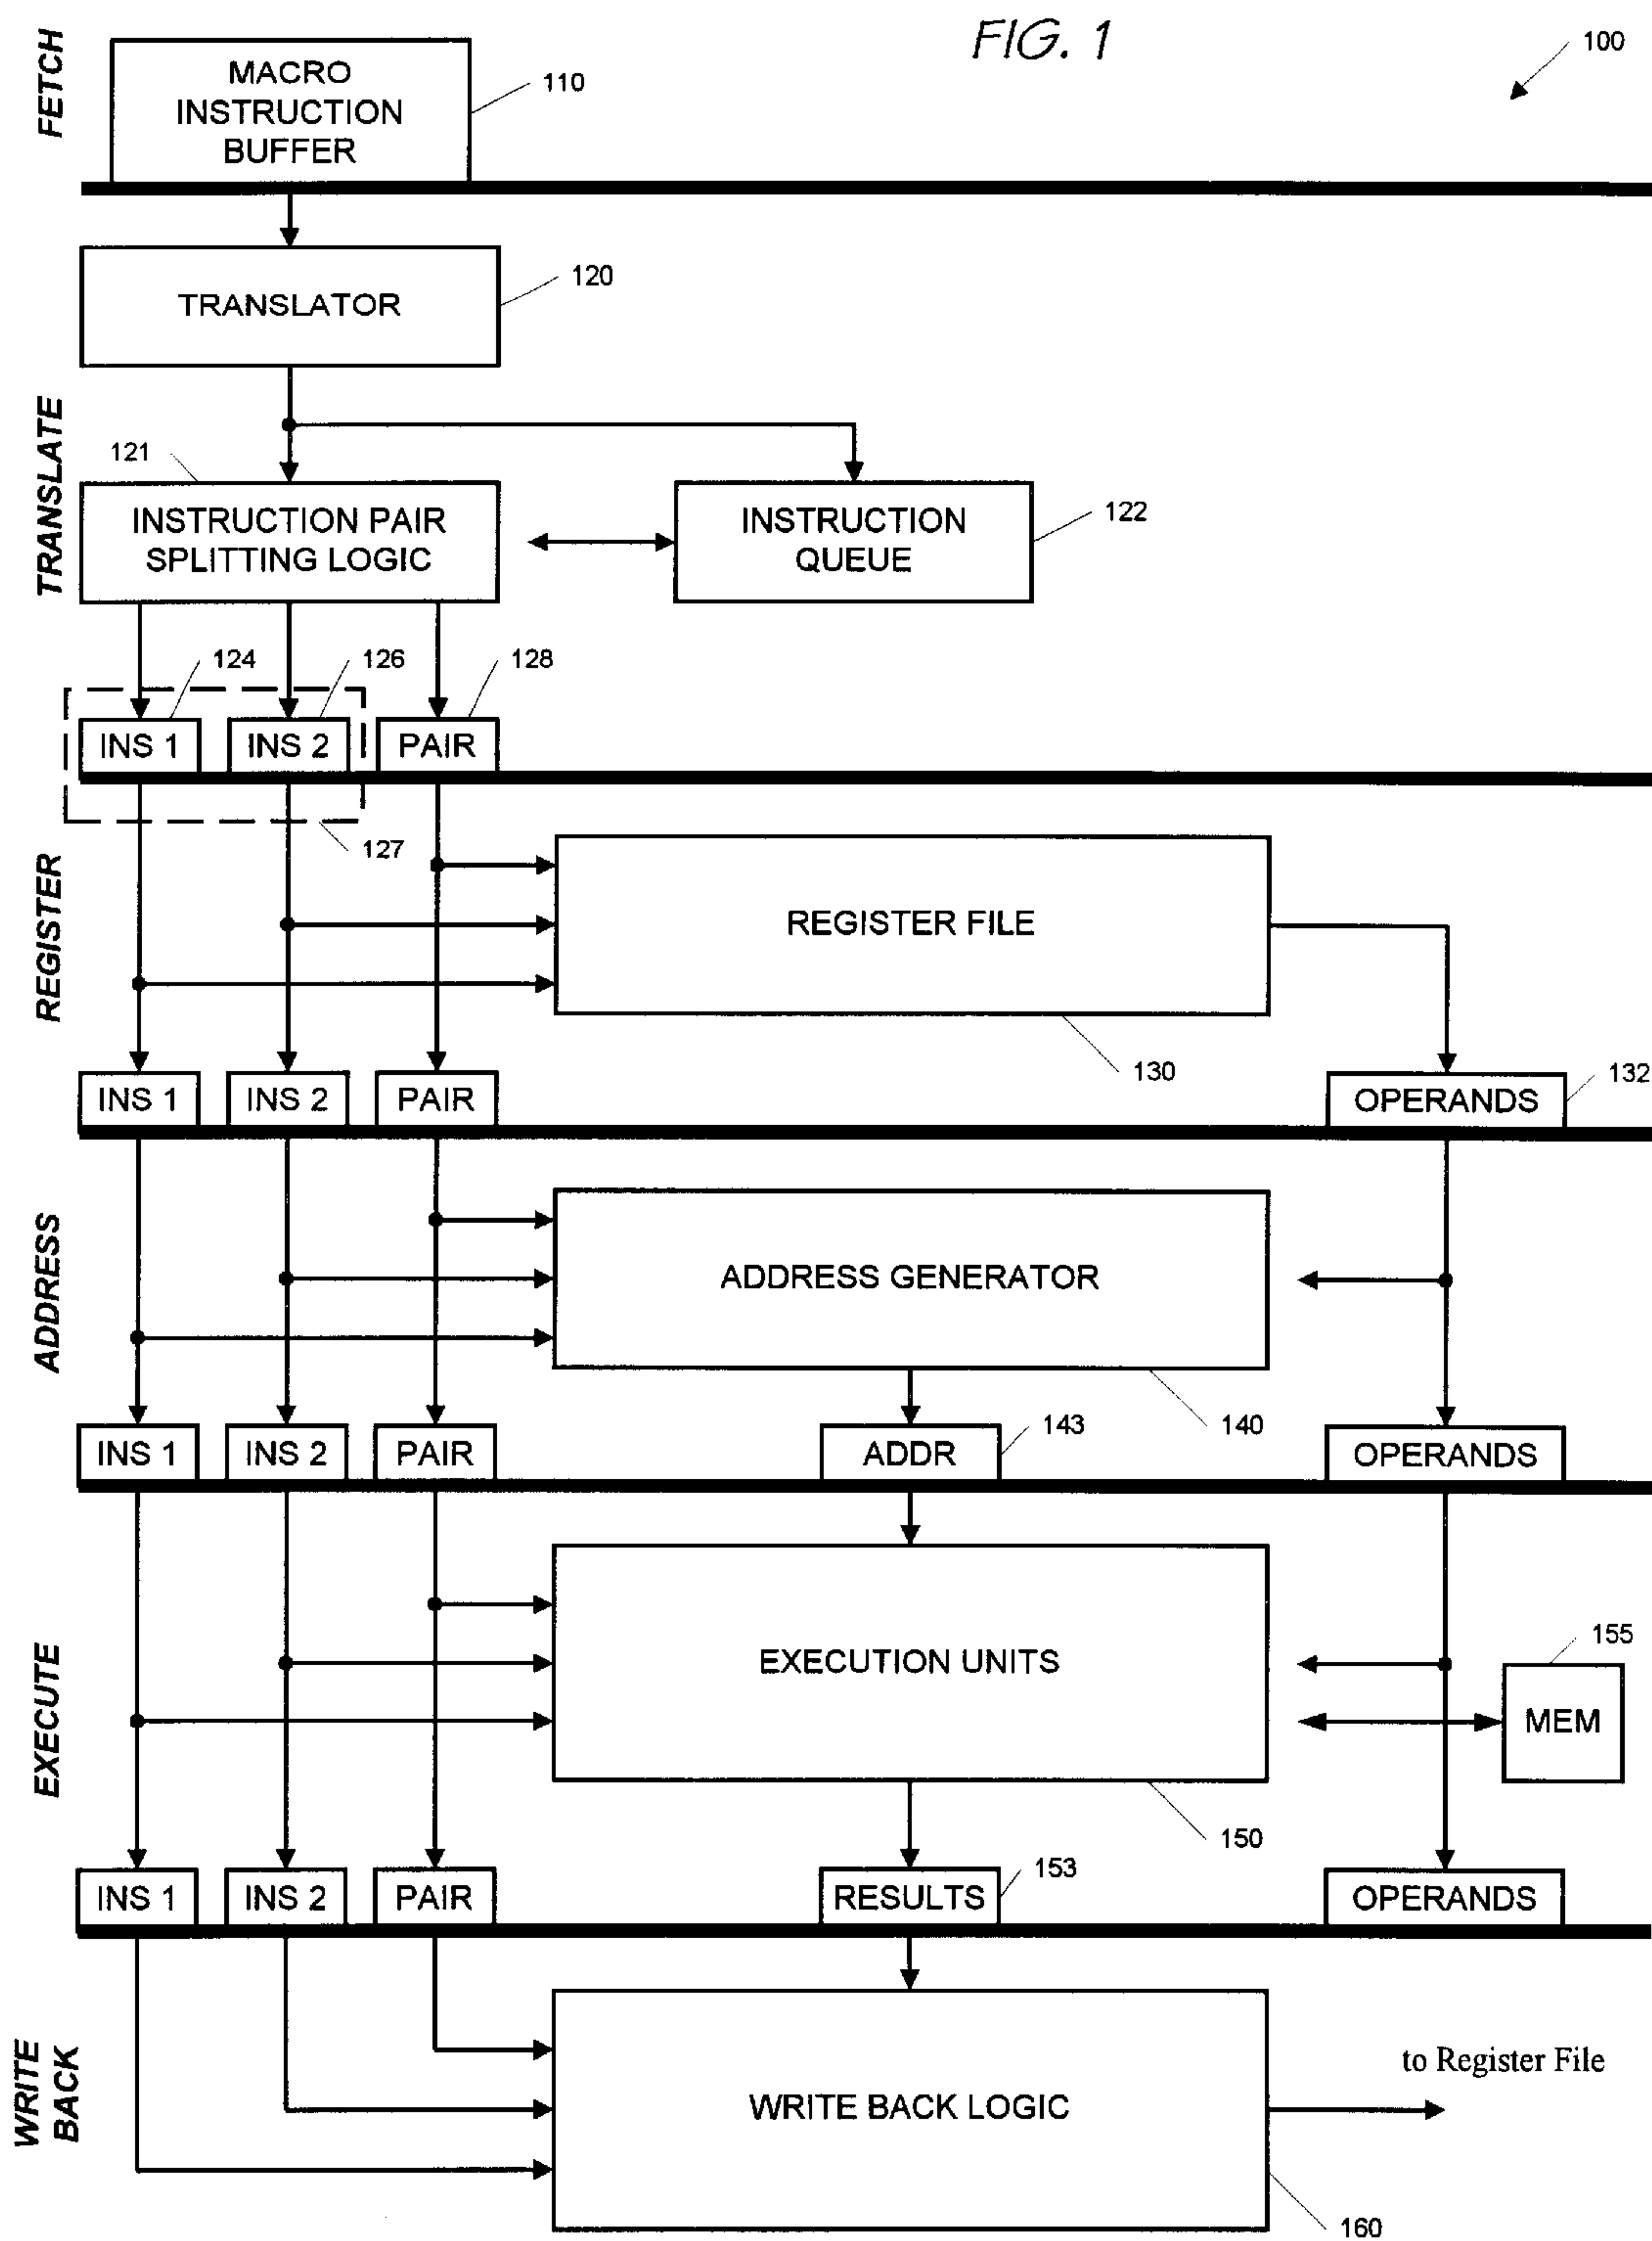 FIG. 1
100
FETCH
MACRO
INSTRUCTION
BUFFER
110
TRANSLATE
TRANSLATOR
120
121
INSTRUCTION PAIR
SPLITTING LOGIC
INSTRUCTION
QUEUE
122
124
126
128
INS 1
INS 2
PAIR
127
REGISTER
REGISTER FILE
130
132
INS 1
INS 2
PAIR
OPERANDS
ADDRESS
ADDRESS GENERATOR
140
143
INS 1
INS 2
PAIR
ADDR
OPERANDS
EXECUTE
EXECUTION UNITS
155
MEM
150
153
INS 1
INS 2
PAIR
RESULTS
OPERANDS
WRITE
BACK
WRITE BACK LOGIC
to Register File
160